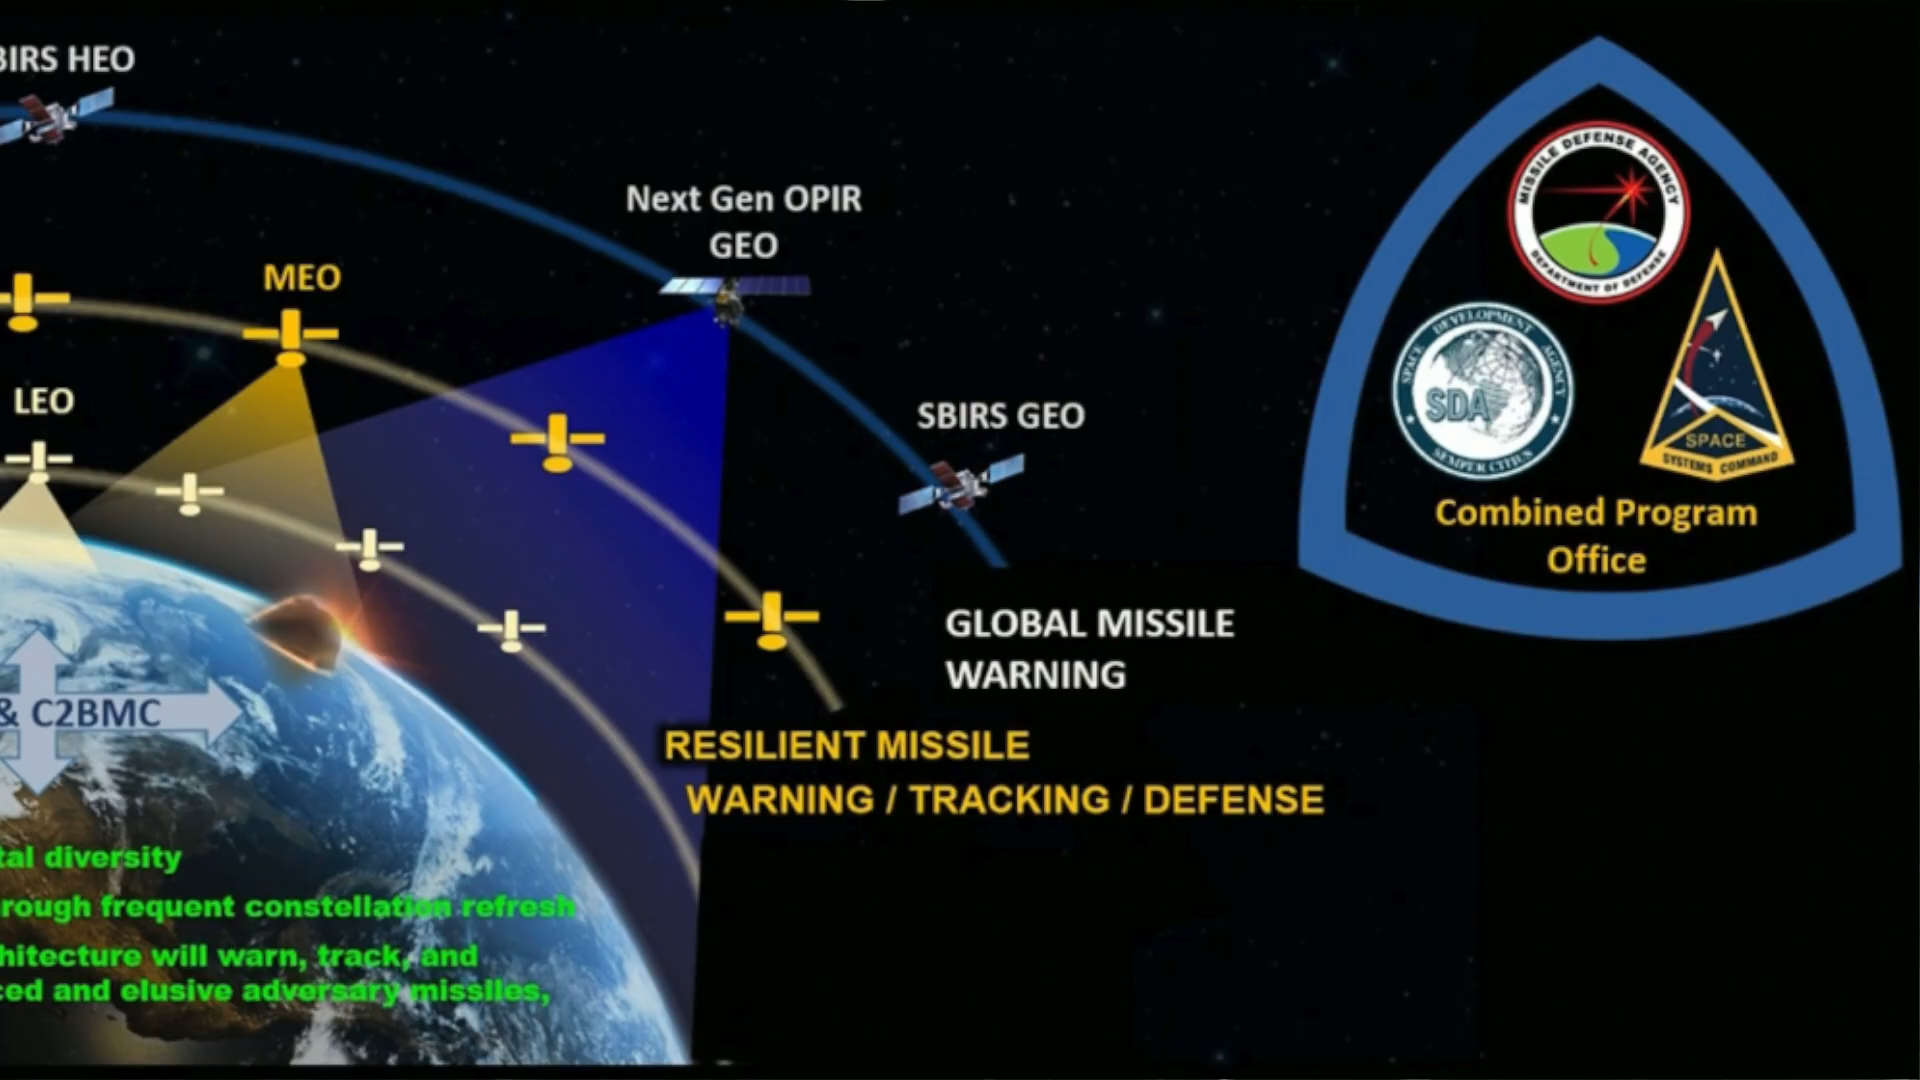 BIRS HEO
Next Gen OPIR
GEO
MEO
LEO
SBIRS GEO
MISSILE DEFENSE AGENCY
DEPARTMENT OF DEFENSE
SPACE DEVELOPMENT AGENCY
SDA
SEMPER CITIUS
SPACE
SYSTEMS COMMAND
Combined Program
Office
GLOBAL MISSILE
WARNING
& C2BMC
RESILIENT MISSILE
WARNING / TRACKING / DEFENSE
tal diversity
rough frequent constellation refresh
hitecture will warn, track, and
ced and elusive adversary missiles,